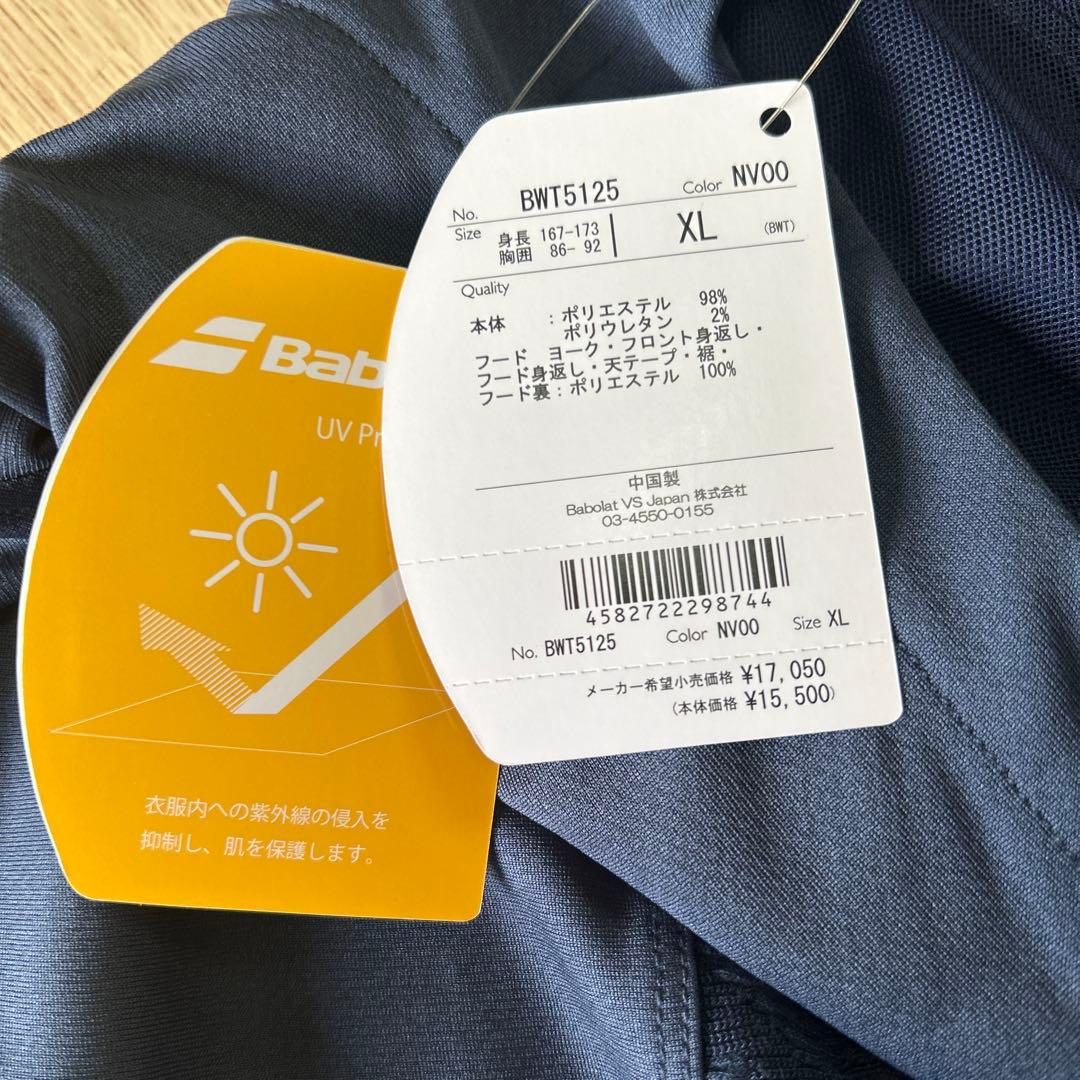 No. BWT5125 Color NV00
Size 身長 167-173 XL (BWT)
胸囲 86- 92
Quality
本体 :ポリエステル 98%
ポリウレタン 2%
フード ヨーク・フロント身返し・
フード身返し・天テープ・裾・
フード裏:ポリエステル 100%
中国製
Babolat VS Japan 株式会社
03-4550-0155
4582722298744
No. BWT5125 Color NV00 Size XL
メーカー希望小売価格 ¥17,050
(本体価格 ¥15,500)
Bab
UV Pr
衣服内への紫外線の侵入を
抑制し、肌を保護します。